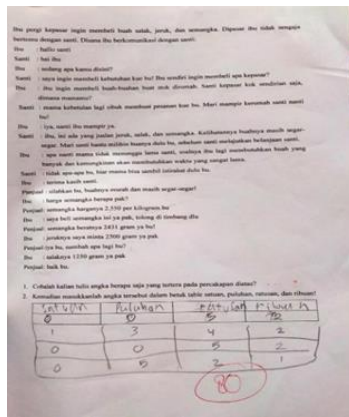 Ibu pergi kepasar ingin membeli buah salak, jeruk, dan semangka. Dipasar ibu tidak sengaja
bertemu dengan santi. Disana ibu berkomunikasi dengan santi:
Ibu : hallo santi
Santi : hai ibu
Ibu : sedang apa kamu disini?
Santi : saya ingin membeli kebutuhan kue bu! Ibu sendiri ingin membeli apa kepasar?
Ibu : ibu ingin membeli buah-buahan buat stok dirumah. Santi kepasar kok sendirian saja,
dimana mamamu?
Santi : mama kebetulan lagi sibuk membuat pesanan kue bu. Mari mampir kerumah santi nanti
bu!
Ibu : iya, nanti ibu mampir ya.
Santi : ibu, ini ada yang jualan jeruk, salak, dan semangka. Kelihatannya buahnya masih segar-
segar. Mari santi bantu milihin buanya dulu bu, sebelum santi melanjutkan belanjaan santi.
Ibu : apa nanti mama tidak menunggu lama santi, soalnya ibu lagi membutuhkan buah yang
banyak dan kemungkinan akan membutuhkan waktu yang sangat lama.
Santi : tidak apa-apa bu, biar mama bisa sambil istirahat dulu bu.
Ibu : terima kasih santi.
Penjual : silahkan bu, buahnya murah dan masih segar-segar!
Ibu : harga semangka berapa pak?
Penjual: semangka harganya 2.350 per kilogram bu
Ibu : saya beli semangka ini ya pak, tolong di timbang dlu
Penjual: semangka beratnya 2431 gram ya bu!
Ibu : jeruknya saya minta 2500 gram ya pak
Penjual: iya bu, tambah apa lagi bu?
Ibu : salaknya 1250 gram ya pak
Penjual: baik bu.
1. Cobalah kalian tulis angka berapa saja yang tertera pada percakapan diatas?
2. Kemudian masukkanlah angka tersebut dalam betuk table satuan, puluhan, ratusan, dan ribuan!
Satuan Puluhan Ratusan Ribuan
0 5
1 3 4 2
0 0 5 2
0 5 2 1
80